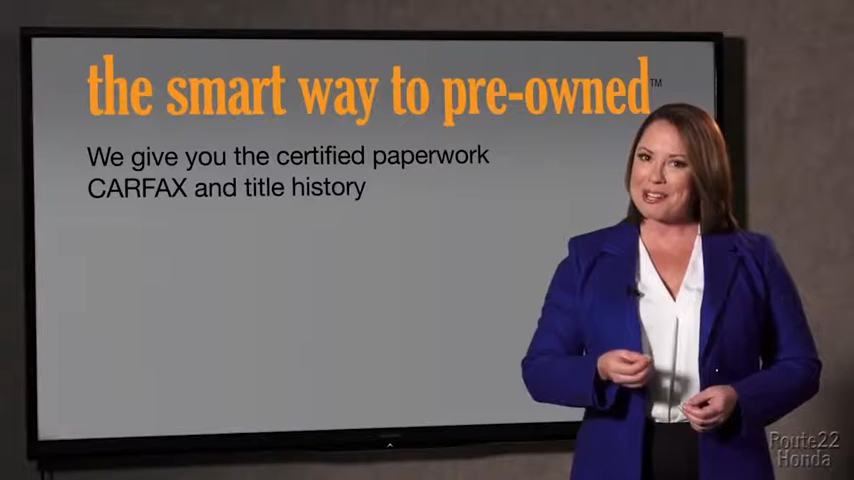 the smart way to pre-owned™
We give you the certified paperwork
CARFAX and title history
Route22
Honda